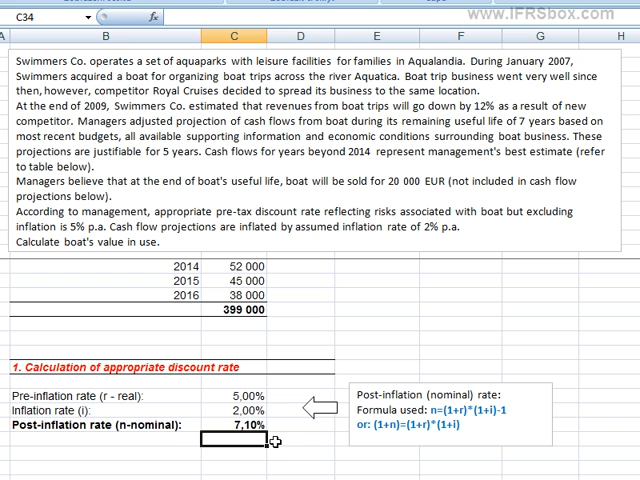 C34
fx
www.IFRSbox.com
A B C D E F G H
Swimmers Co. operates a set of aquaparks with leisure facilities for families in Aqualandia. During January 2007,
Swimmers acquired a boat for organizing boat trips across the river Aquatica. Boat trip business went very well since
then, however, competitor Royal Cruises decided to spread its business to the same location.
At the end of 2009, Swimmers Co. estimated that revenues from boat trips will go down by 12% as a result of new
competitor. Managers adjusted projection of cash flows from boat during its remaining useful life of 7 years based on
most recent budgets, all available supporting information and economic conditions surrounding boat business. These
projections are justifiable for 5 years. Cash flows for years beyond 2014 represent management's best estimate (refer
to table below).
Managers believe that at the end of boat's useful life, boat will be sold for 20 000 EUR (not included in cash flow
projections below).
According to management, appropriate pre-tax discount rate reflecting risks associated with boat but excluding
inflation is 5% p.a. Cash flow projections are inflated by assumed inflation rate of 2% p.a.
Calculate boat's value in use.
2014 52 000
2015 45 000
2016 38 000
399 000
1. Calculation of appropriate discount rate
Pre-inflation rate (r - real): 5,00%
Inflation rate (i): 2,00%
Post-inflation rate (n-nominal): 7,10%
Post-inflation (nominal) rate:
Formula used: n=(1+r)*(1+i)-1
or: (1+n)=(1+r)*(1+i)